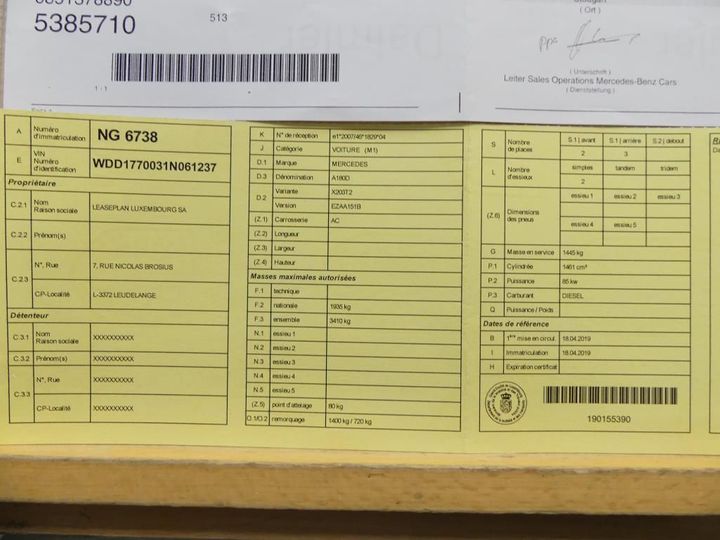 5385710
513
1 - 1
( Ort )
( Unterschrift )
Leiter Sales Operations Mercedes-Benz Cars
( Dienststellung )
A Numéro d'immatriculation NG 6738
E VIN Numéro d'identification WDD1770031N061237
Propriétaire
C.2.1 Nom Raison sociale LEASEPLAN LUXEMBOURG SA
C.2.2 Prénom(s)
C.2.3 N°, Rue 7, RUE NICOLAS BROSIUS
CP-Localité L-3372 LEUDELANGE
Détenteur
C.3.1 Nom Raison sociale XXXXXXXXXX
C.3.2 Prénom(s) XXXXXXXXXX
C.3.3 N°, Rue XXXXXXXXXX
CP-Localité XXXXXXXXXX
K N° de réception e1*2007/46*1829*04
J Catégorie VOITURE (M1)
D.1 Marque MERCEDES
D.3 Dénomination A180D
D.2 Variante X203T2
Version EZAA151B
(Z.1) Carrosserie AC
(Z.2) Longueur
(Z.3) Largeur
(Z.4) Hauteur
Masses maximales autorisées
F.1 technique
F.2 nationale 1935 kg
F.3 ensemble 3410 kg
N.1 essieu 1
N.2 essieu 2
N.3 essieu 3
N.4 essieu 4
N.5 essieu 5
(Z.5) point d'attelage 80 kg
O.1/O.2 remorquage 1400 kg / 720 kg
S Nombre de places S.1 | avant S.1 | arrière S.2 | debout
2 3
L Nombre d'essieux simples tandem tridem
2
(Z.6) Dimensions des pneus essieu 1 essieu 2 essieu 3
essieu 4 essieu 5
G Masse en service 1445 kg
P.1 Cylindrée 1461 cm³
P.2 Puissance 85 kw
P.3 Carburant DIESEL
Q Puissance / Poids
Dates de référence
B 1ère mise en circul. 18.04.2019
I Immatriculation 18.04.2019
H Expiration certificat
190155390